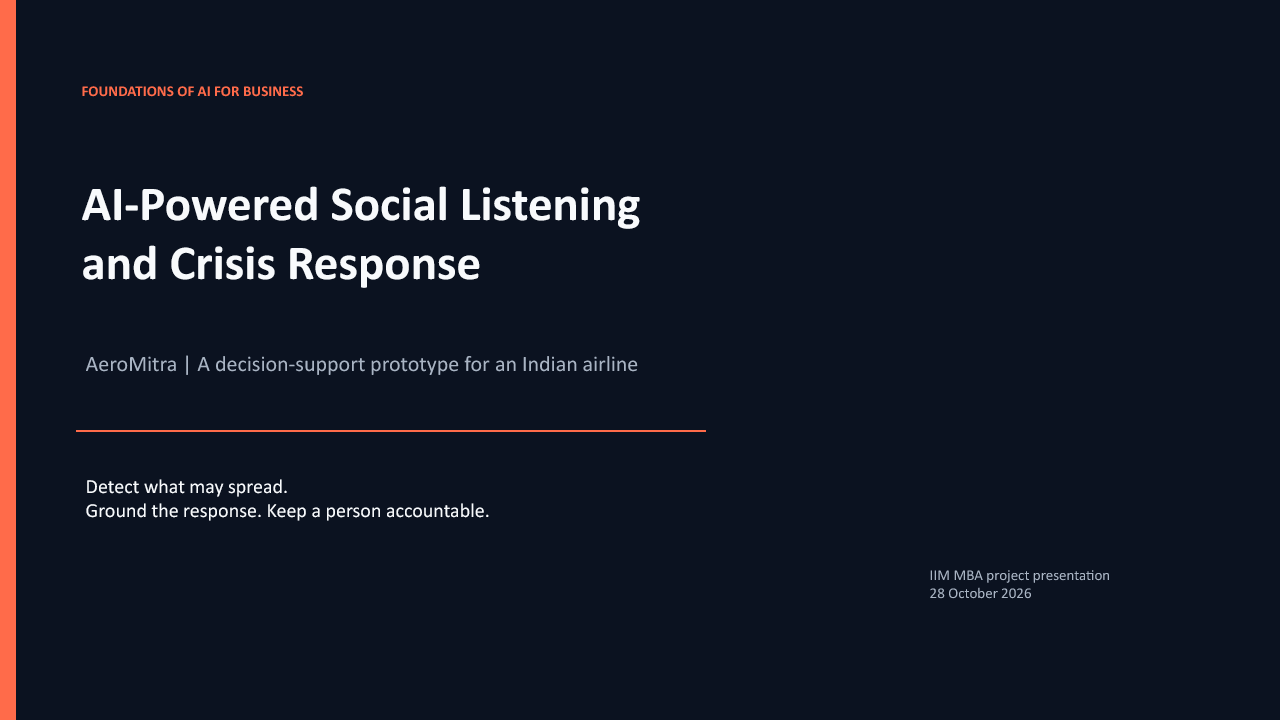 FOUNDATIONS OF AI FOR BUSINESS
AI-Powered Social Listening
and Crisis Response
AeroMitra | A decision-support prototype for an Indian airline
Detect what may spread.
Ground the response. Keep a person accountable.
IIM MBA project presentation
28 October 2026